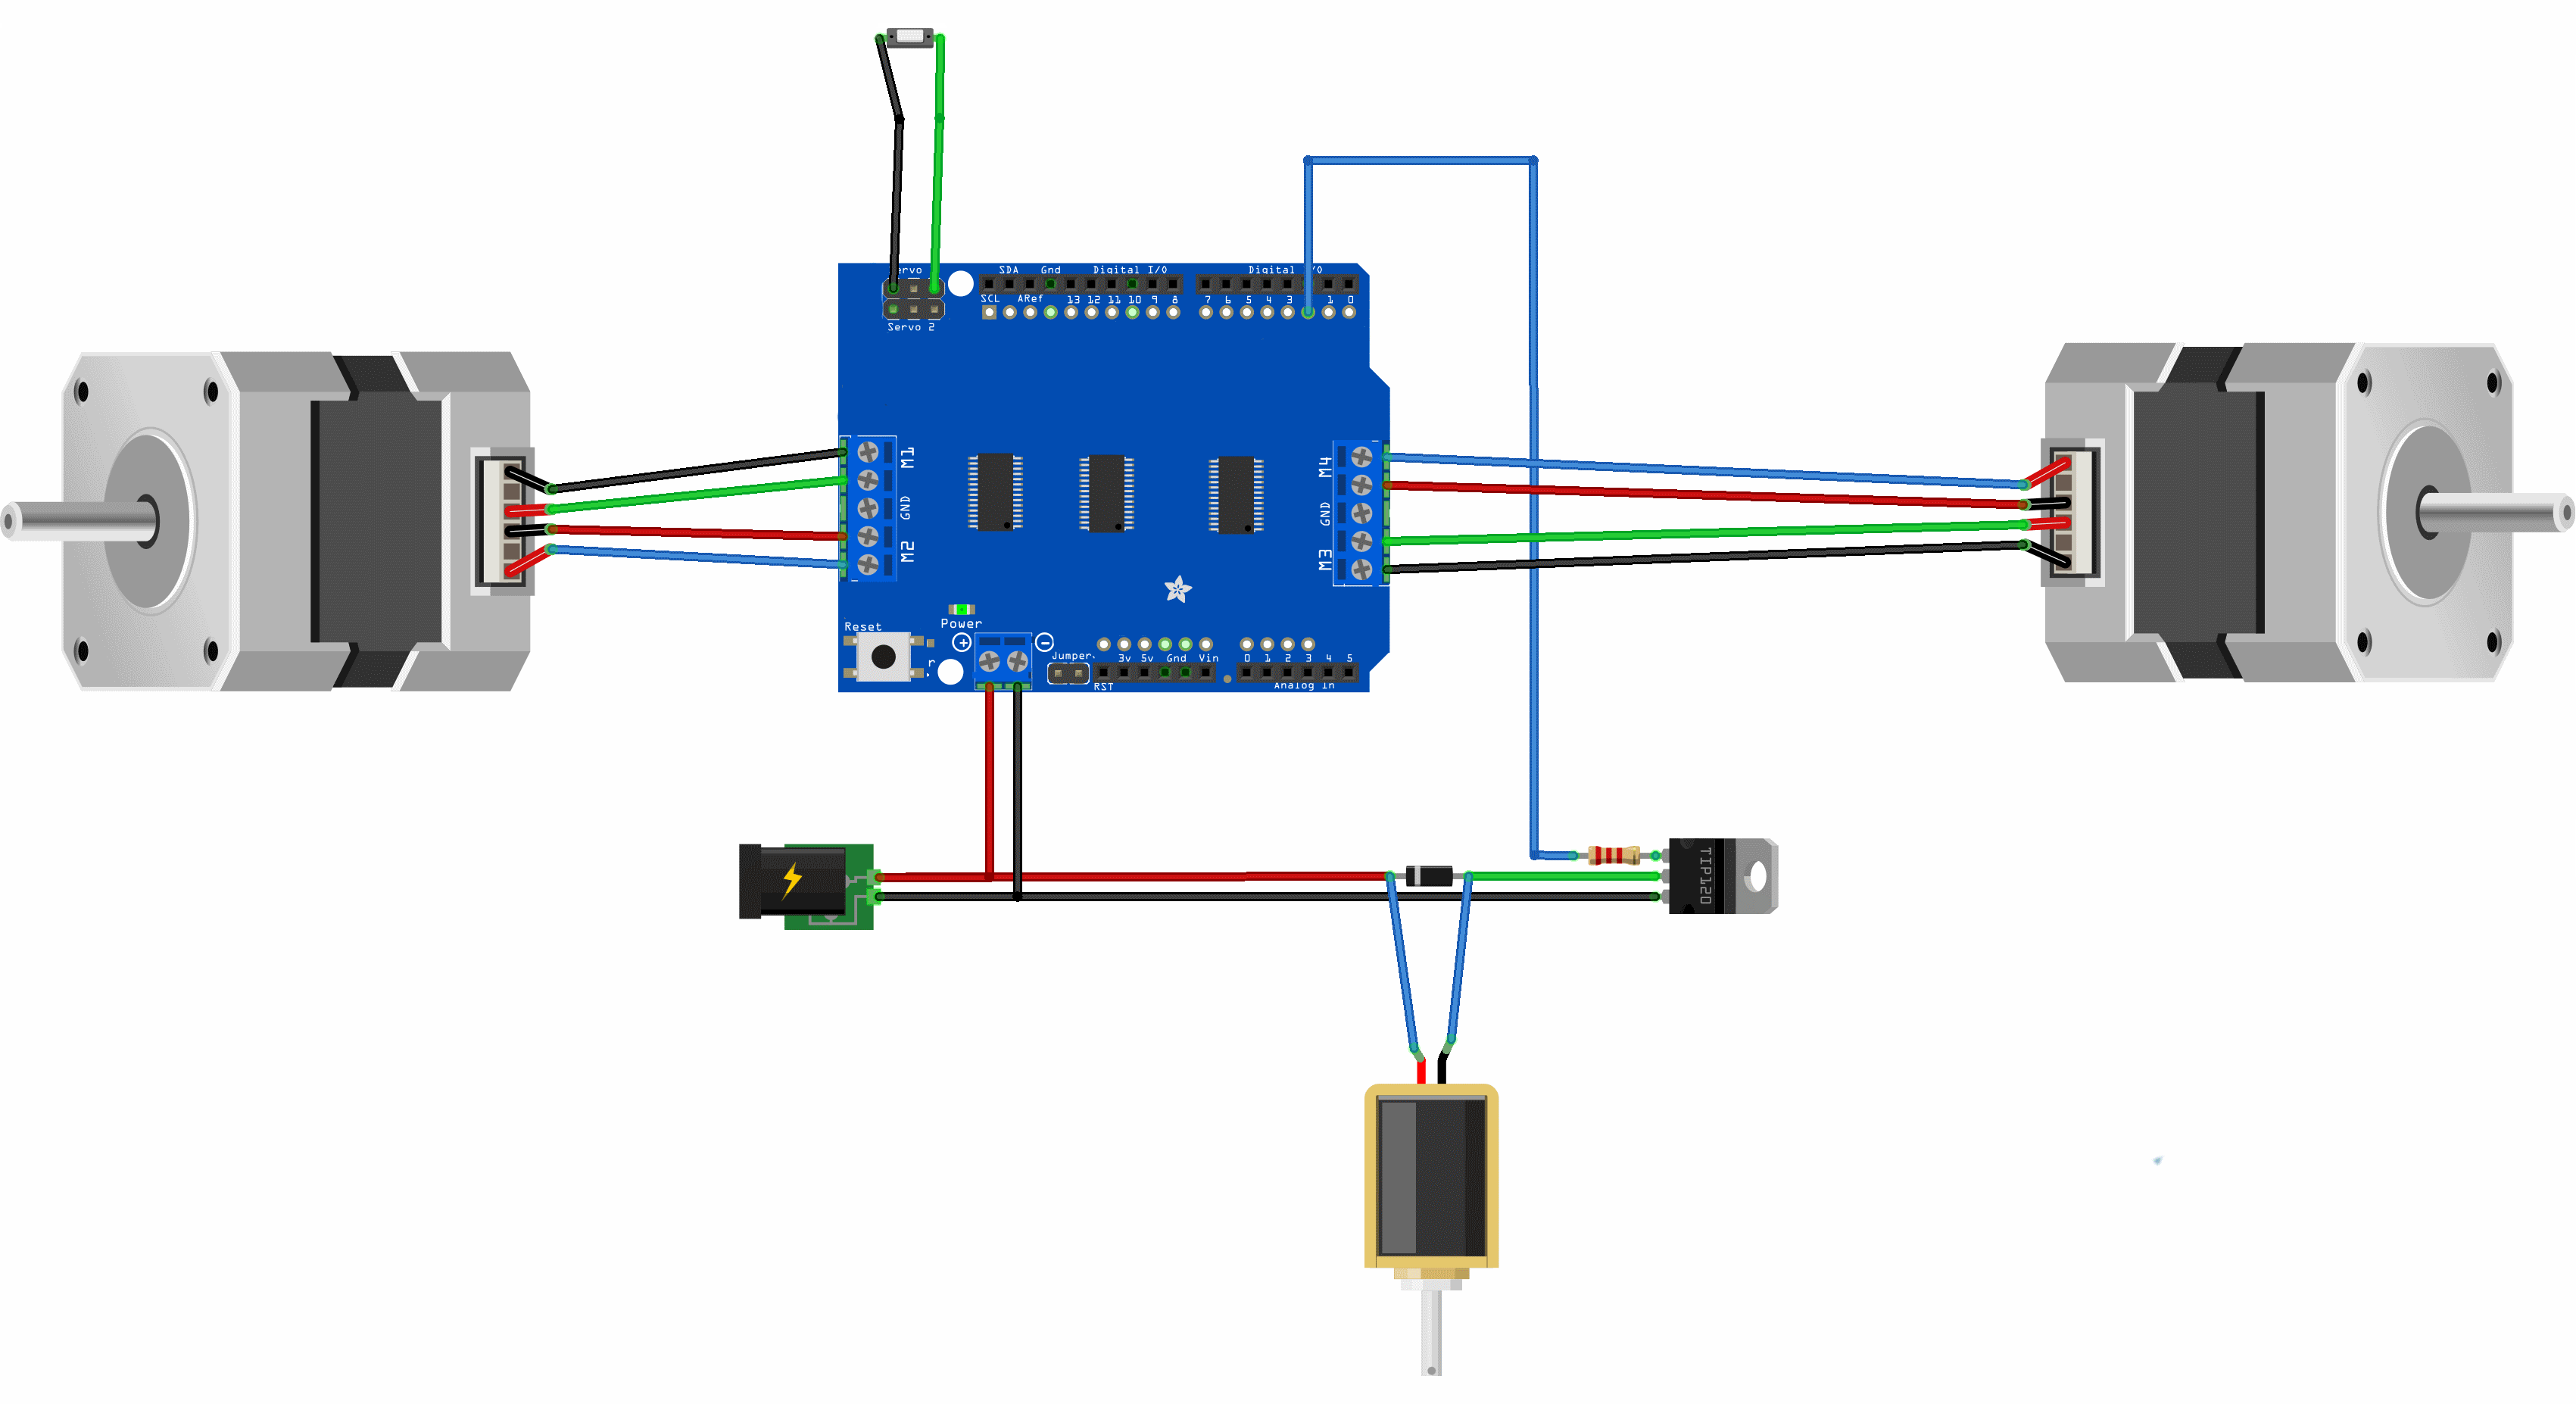 ervo
SDA Gnd Digital I/O Digital /O
SCL ARef 13 12 11 10 9 8 7 6 5 4 3 1 0
Servo 2
M1
GND
M2
M4
GND
M3
Reset
Power
+
−
r
Jumper
3v 5v Gnd Vin 0 1 2 3 4 5
RST Analog In
TIP120